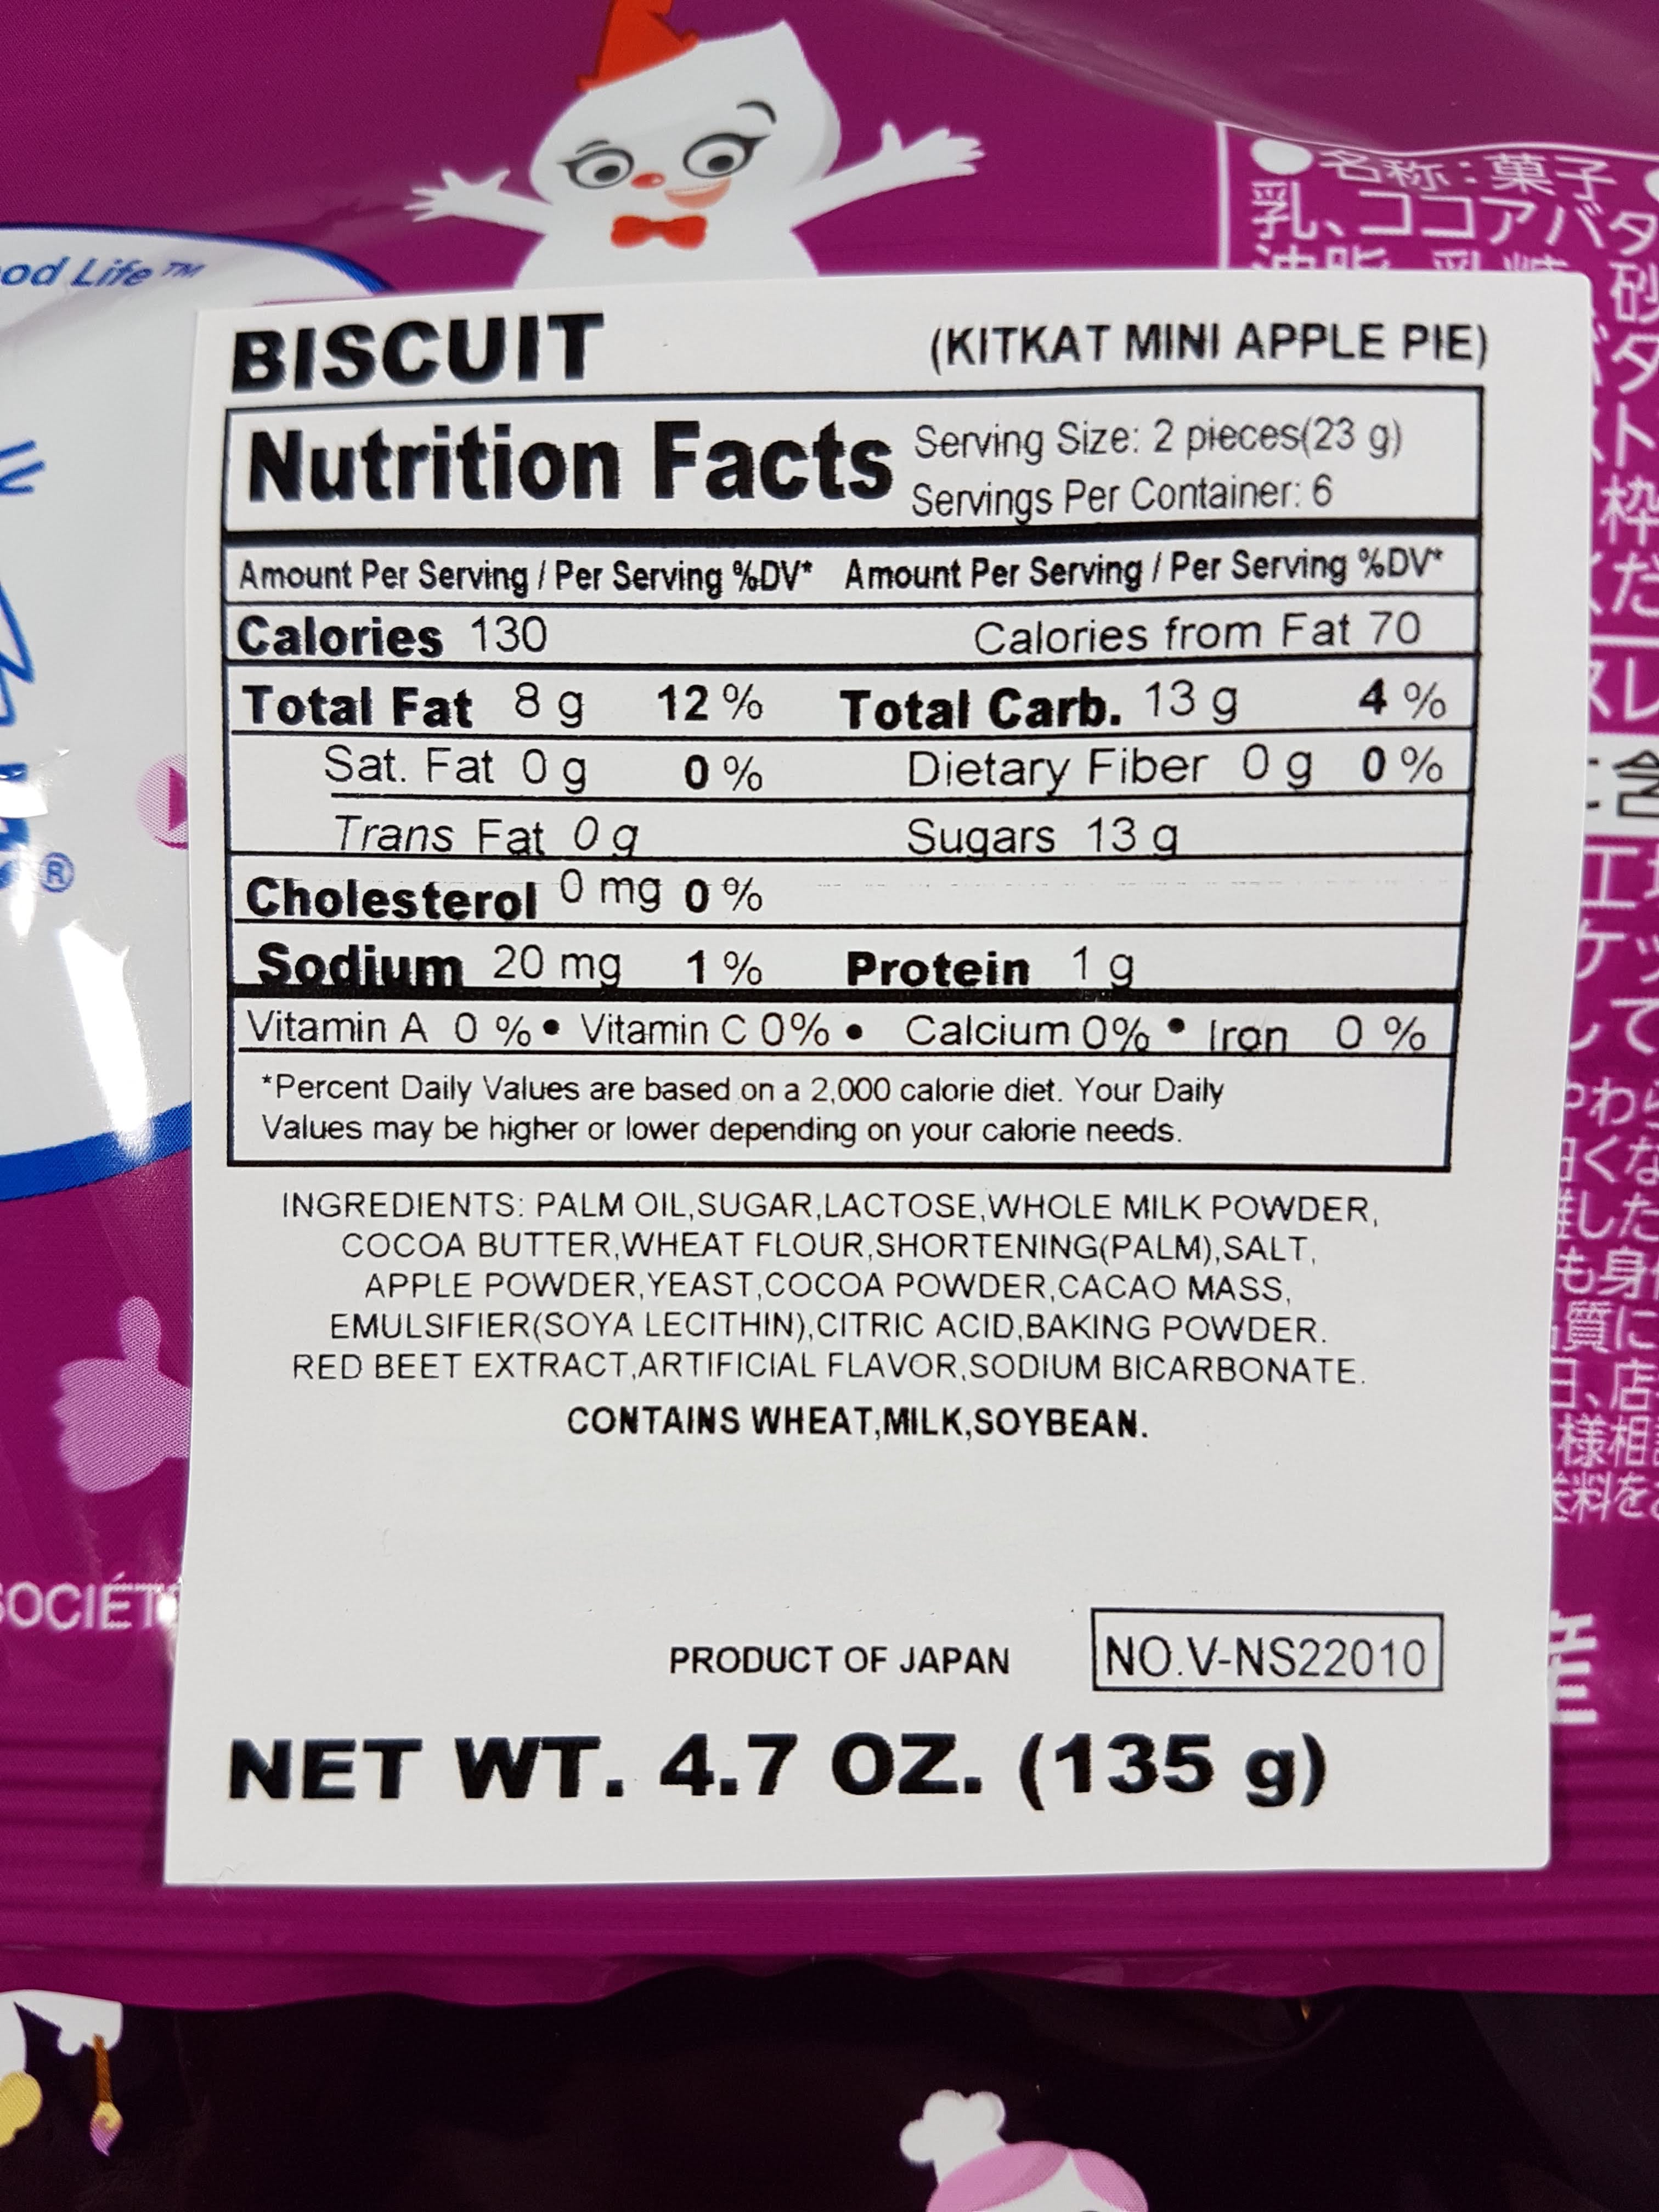 od Life™
名称:菓子
乳、ココアバタ
BISCUIT (KITKAT MINI APPLE PIE)
Nutrition Facts
Serving Size: 2 pieces(23 g)
Servings Per Container: 6
Amount Per Serving / Per Serving %DV* Amount Per Serving / Per Serving %DV*
Calories 130 Calories from Fat 70
Total Fat 8 g 12 % Total Carb. 13 g 4 %
Sat. Fat 0 g 0 % Dietary Fiber 0 g 0 %
Trans Fat 0 g Sugars 13 g
Cholesterol 0 mg 0 %
Sodium 20 mg 1 % Protein 1 g
Vitamin A 0 % • Vitamin C 0% • Calcium 0% • Iron 0 %
*Percent Daily Values are based on a 2,000 calorie diet. Your Daily
Values may be higher or lower depending on your calorie needs.
INGREDIENTS: PALM OIL,SUGAR,LACTOSE,WHOLE MILK POWDER,
COCOA BUTTER,WHEAT FLOUR,SHORTENING(PALM),SALT,
APPLE POWDER,YEAST,COCOA POWDER,CACAO MASS,
EMULSIFIER(SOYA LECITHIN),CITRIC ACID,BAKING POWDER.
RED BEET EXTRACT,ARTIFICIAL FLAVOR,SODIUM BICARBONATE.
CONTAINS WHEAT,MILK,SOYBEAN.
SOCIÉT
PRODUCT OF JAPAN NO.V-NS22010
NET WT. 4.7 OZ. (135 g)